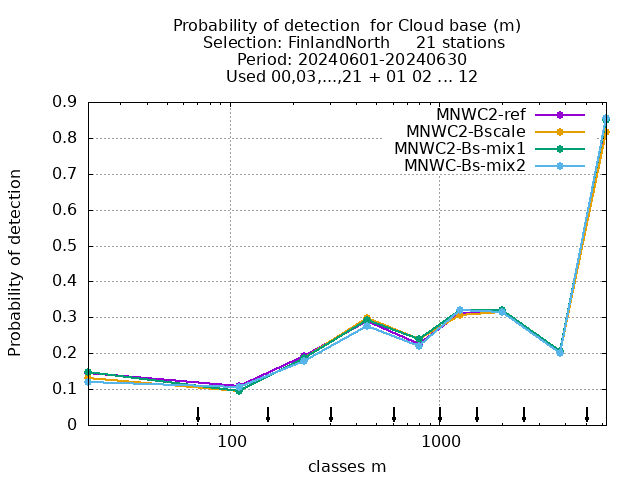 Probability of detection  for Cloud base (m)
Selection: FinlandNorth     21 stations
Period: 20240601-20240630
Used 00,03,...,21 + 01 02 ... 12
MNWC2-ref
MNWC2-Bscale
MNWC2-Bs-mix1
MNWC-Bs-mix2
Probability of detection
0.9
0.8
0.7
0.6
0.5
0.4
0.3
0.2
0.1
0
100
1000
classes m